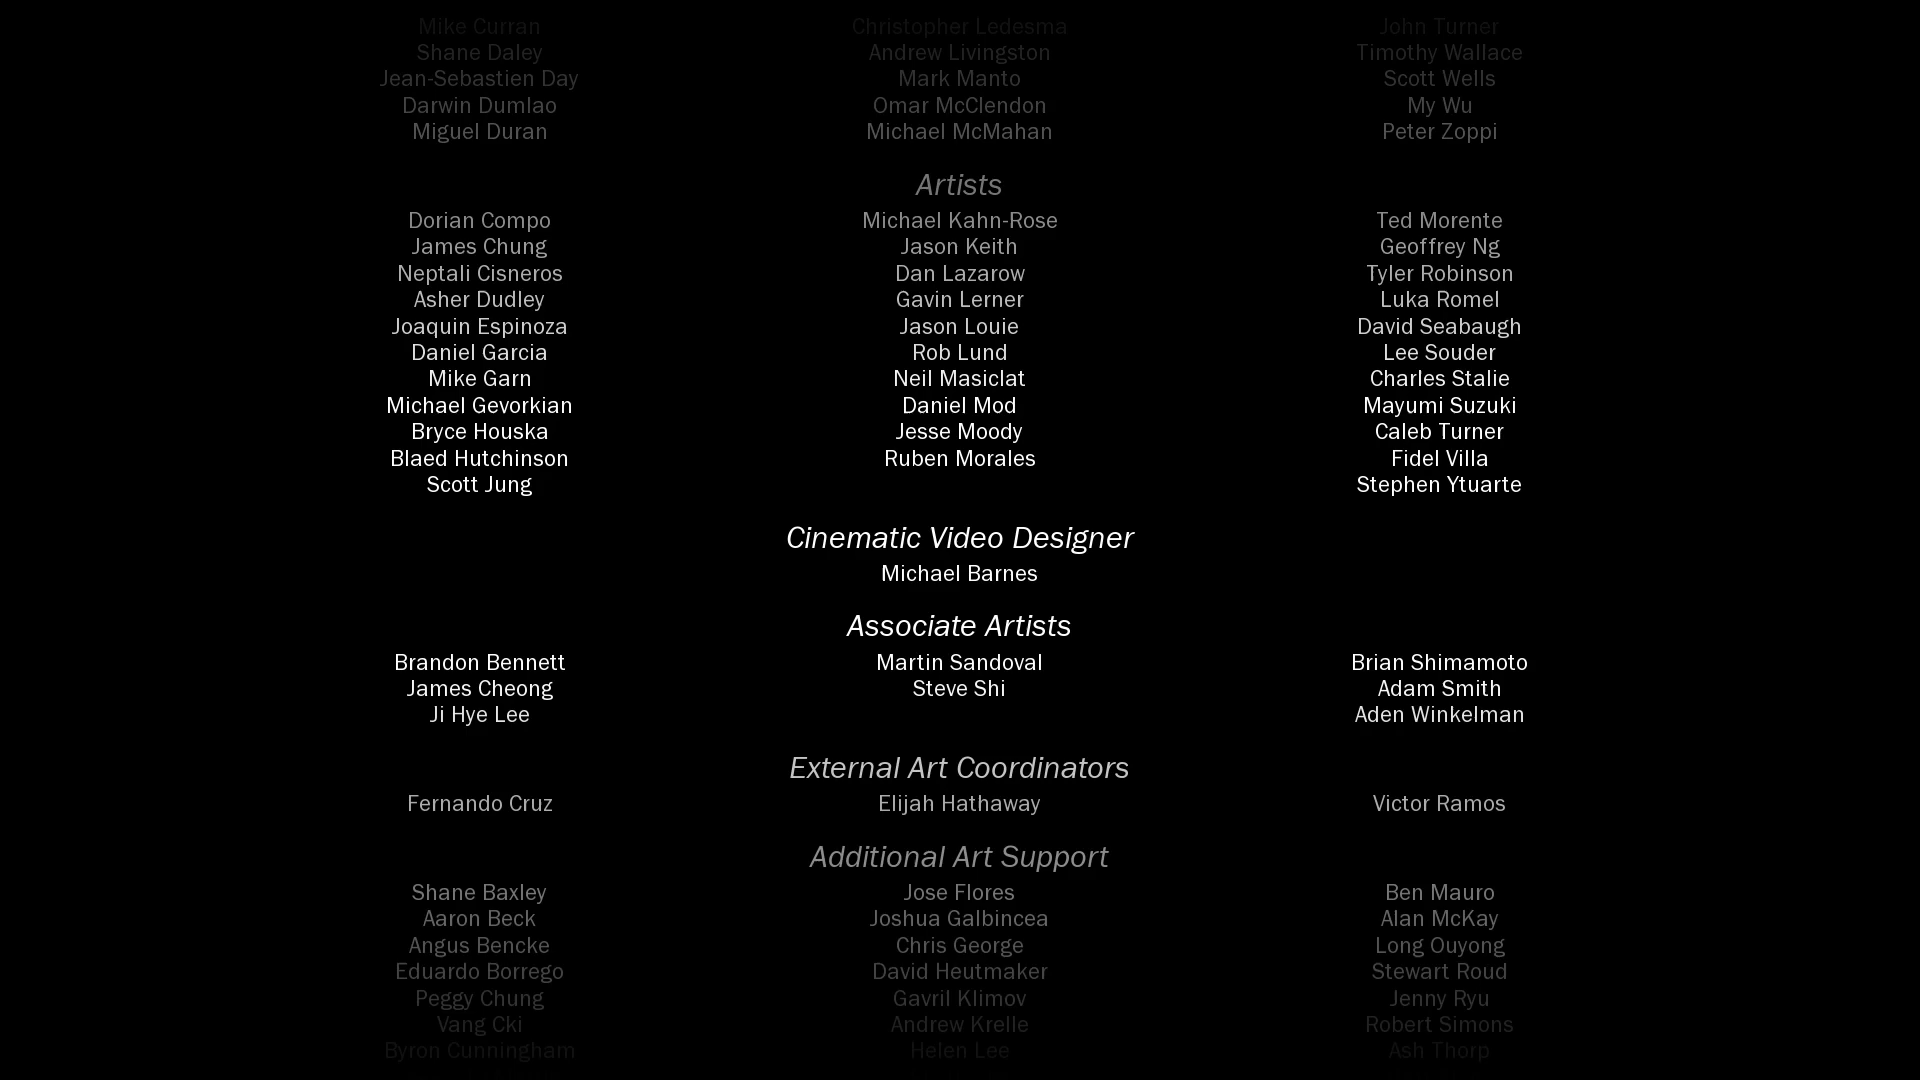 Mike Curran Christopher Ledesma John Turner
Shane Daley Andrew Livingston Timothy Wallace
Jean-Sebastien Day Mark Manto Scott Wells
Darwin Dumlao Omar McClendon My Wu
Miguel Duran Michael McMahan Peter Zoppi
Artists
Dorian Compo Michael Kahn-Rose Ted Morente
James Chung Jason Keith Geoffrey Ng
Neptali Cisneros Dan Lazarow Tyler Robinson
Asher Dudley Gavin Lerner Luka Romel
Joaquin Espinoza Jason Louie David Seabaugh
Daniel Garcia Rob Lund Lee Souder
Mike Garn Neil Masiclat Charles Stalie
Michael Gevorkian Daniel Mod Mayumi Suzuki
Bryce Houska Jesse Moody Caleb Turner
Blaed Hutchinson Ruben Morales Fidel Villa
Scott Jung Stephen Ytuarte
Cinematic Video Designer
Michael Barnes
Associate Artists
Brandon Bennett Martin Sandoval Brian Shimamoto
James Cheong Steve Shi Adam Smith
Ji Hye Lee Aden Winkelman
External Art Coordinators
Fernando Cruz Elijah Hathaway Victor Ramos
Additional Art Support
Shane Baxley Jose Flores Ben Mauro
Aaron Beck Joshua Galbincea Alan McKay
Angus Bencke Chris George Long Ouyong
Eduardo Borrego David Heutmaker Stewart Roud
Peggy Chung Gavril Klimov Jenny Ryu
Vang Cki Andrew Krelle Robert Simons
Byron Cunningham Helen Lee Ash Thorp